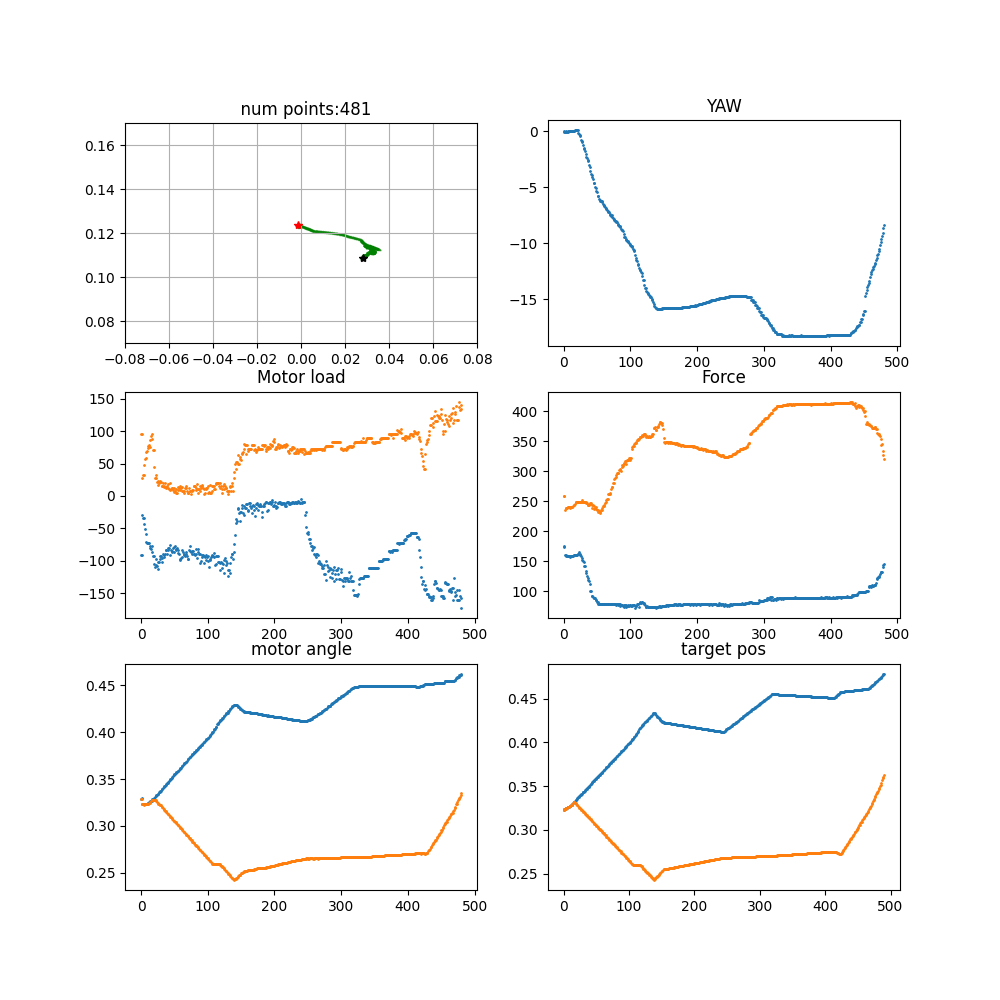 num points:481
0.16
0.14
0.12
0.10
0.08
−0.08 −0.06 −0.04 −0.02 0.00 0.02 0.04 0.06 0.08
YAW
0
−5
−10
−15
0 100 200 300 400 500
Motor load
150
100
50
0
−50
−100
−150
0 100 200 300 400 500
Force
400
350
300
250
200
150
100
0 100 200 300 400 500
motor angle
0.45
0.40
0.35
0.30
0.25
0 100 200 300 400 500
target pos
0.45
0.40
0.35
0.30
0.25
0 100 200 300 400 500